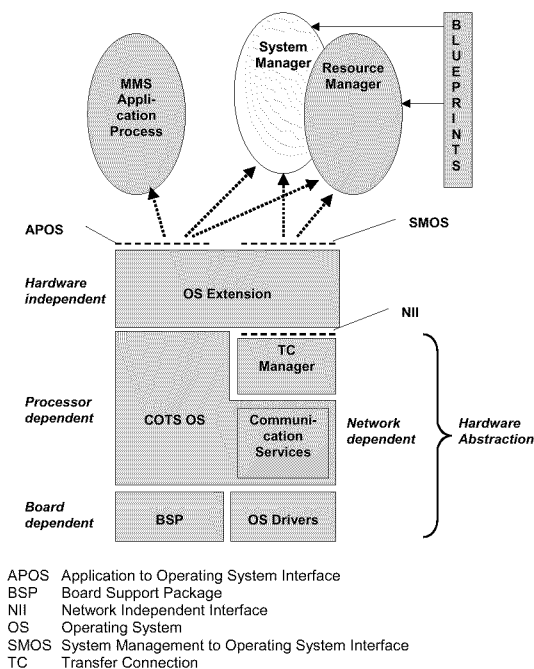 System
Manager
Resource
Manager
BLUEPRINTS
MMS
Appli-
cation
Process
APOS
SMOS
Hardware
independent
OS Extension
NII
TC
Manager
Processor
dependent
COTS OS
Communi-
cation
Services
Network
dependent
Hardware
Abstraction
Board
dependent
BSP
OS Drivers
APOS Application to Operating System Interface
BSP Board Support Package
NII Network Independent Interface
OS Operating System
SMOS System Management to Operating System Interface
TC Transfer Connection